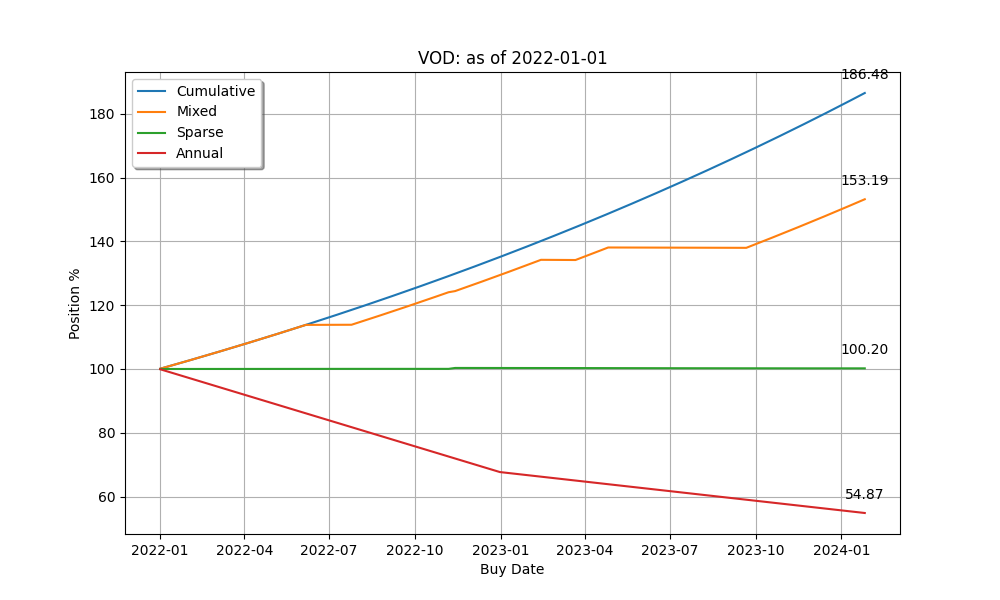 VOD: as of 2022-01-01
Cumulative
Mixed
Sparse
Annual
186.48
153.19
100.20
54.87
180
160
140
120
100
80
60
Position %
2022-01 2022-04 2022-07 2022-10 2023-01 2023-04 2023-07 2023-10 2024-01
Buy Date